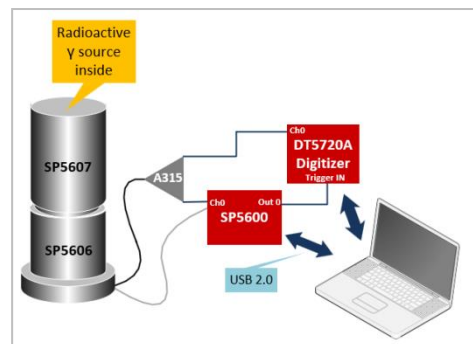 Radioactive
γ source
inside
SP5607
SP5606
A315
Ch0
DT5720A
Digitizer
Trigger IN
Ch0
Out 0
SP5600
USB 2.0